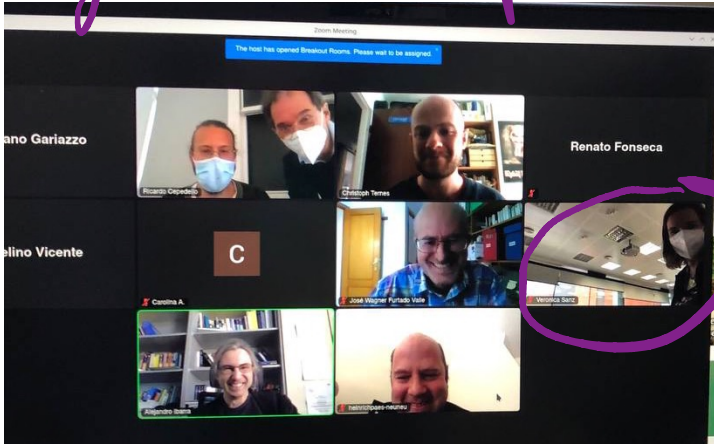 Zoom Meeting
The host has opened Breakout Rooms. Please wait to be assigned.
ano Gariazzo
Ricardo Cepedello
Christoph Ternes
Renato Fonseca
elino Vicente
C
Carolina A.
José Wagner Furtado Valle
Veronica Sanz
Alejandro Ibarra
heinrichpaes-neuneu